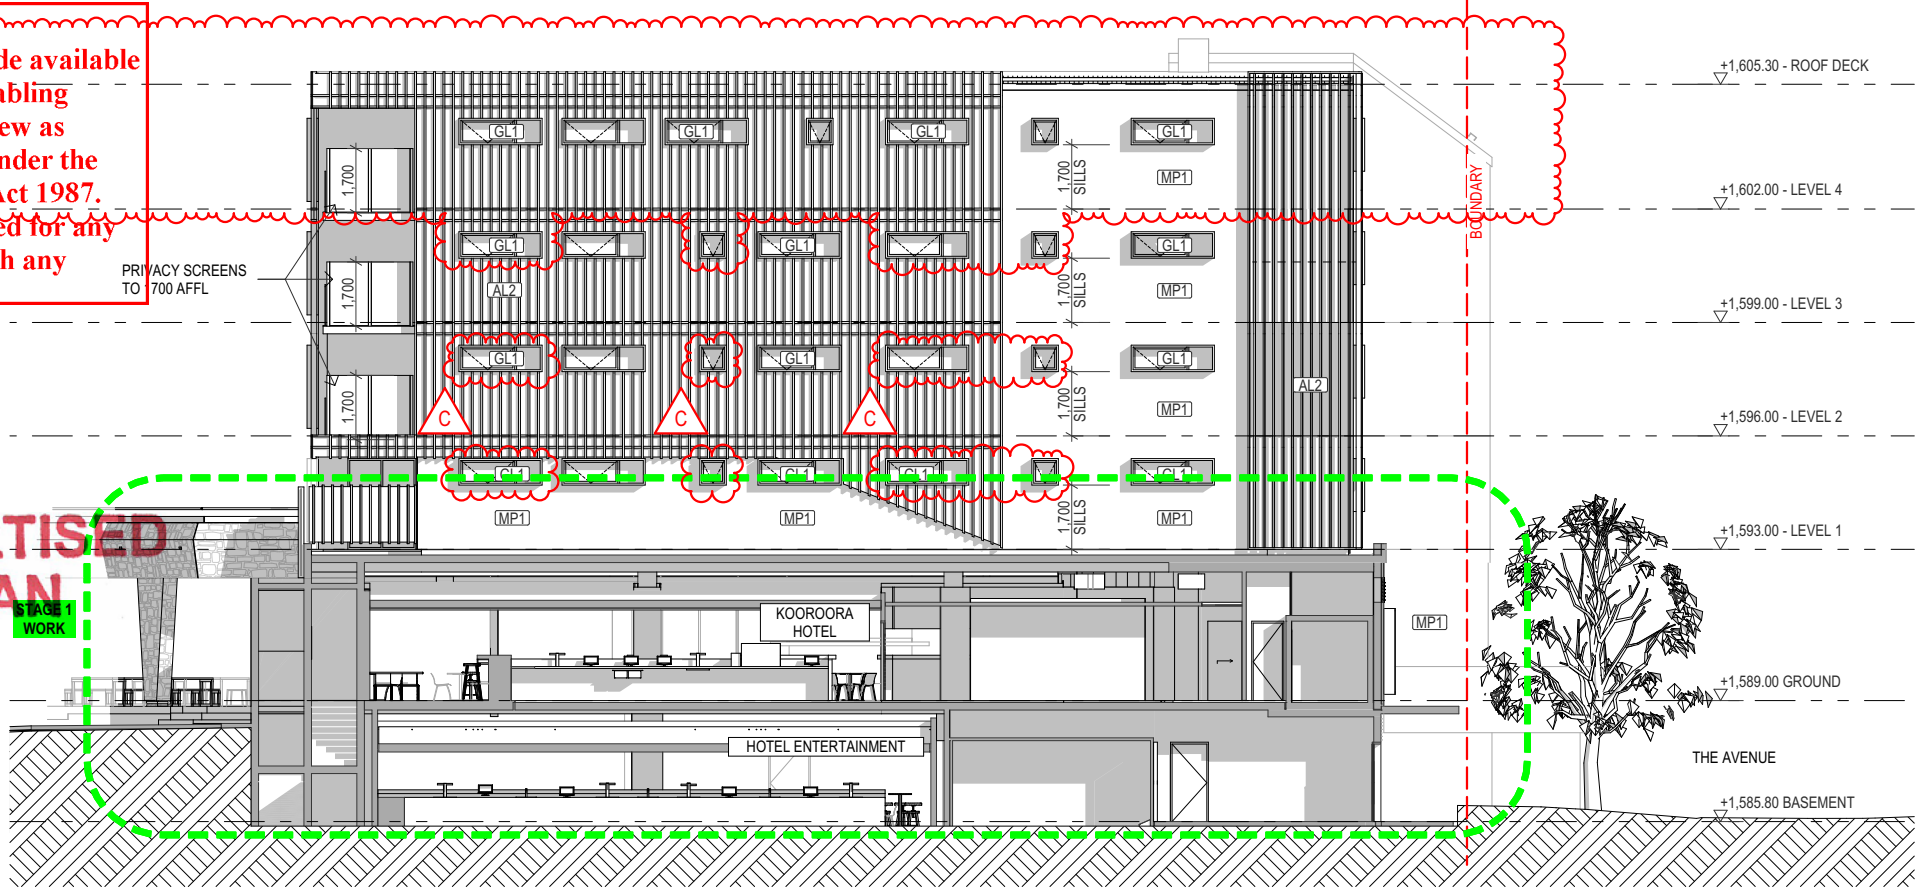 de available
abling
ew as
nder the
Act 1987.
ed for any
h any
PRIVACY SCREENS
TO 1700 AFFL
TISED
AN
STAGE 1
WORK
+1,605.30 - ROOF DECK
+1,602.00 - LEVEL 4
+1,599.00 - LEVEL 3
+1,596.00 - LEVEL 2
+1,593.00 - LEVEL 1
+1,589.00 GROUND
THE AVENUE
+1,585.80 BASEMENT
BOUNDARY
GL1
GL1
GL1
GL1
1,700
1,700
SILLS
MP1
GL1
GL1
GL1
1,700
AL2
1,700
SILLS
MP1
GL1
GL1
GL1
1,700
C
C
C
1,700
SILLS
MP1
AL2
GL1
GL1
GL1
GL1
MP1
MP1
1,700
SILLS
MP1
KOOROORA
HOTEL
MP1
HOTEL ENTERTAINMENT